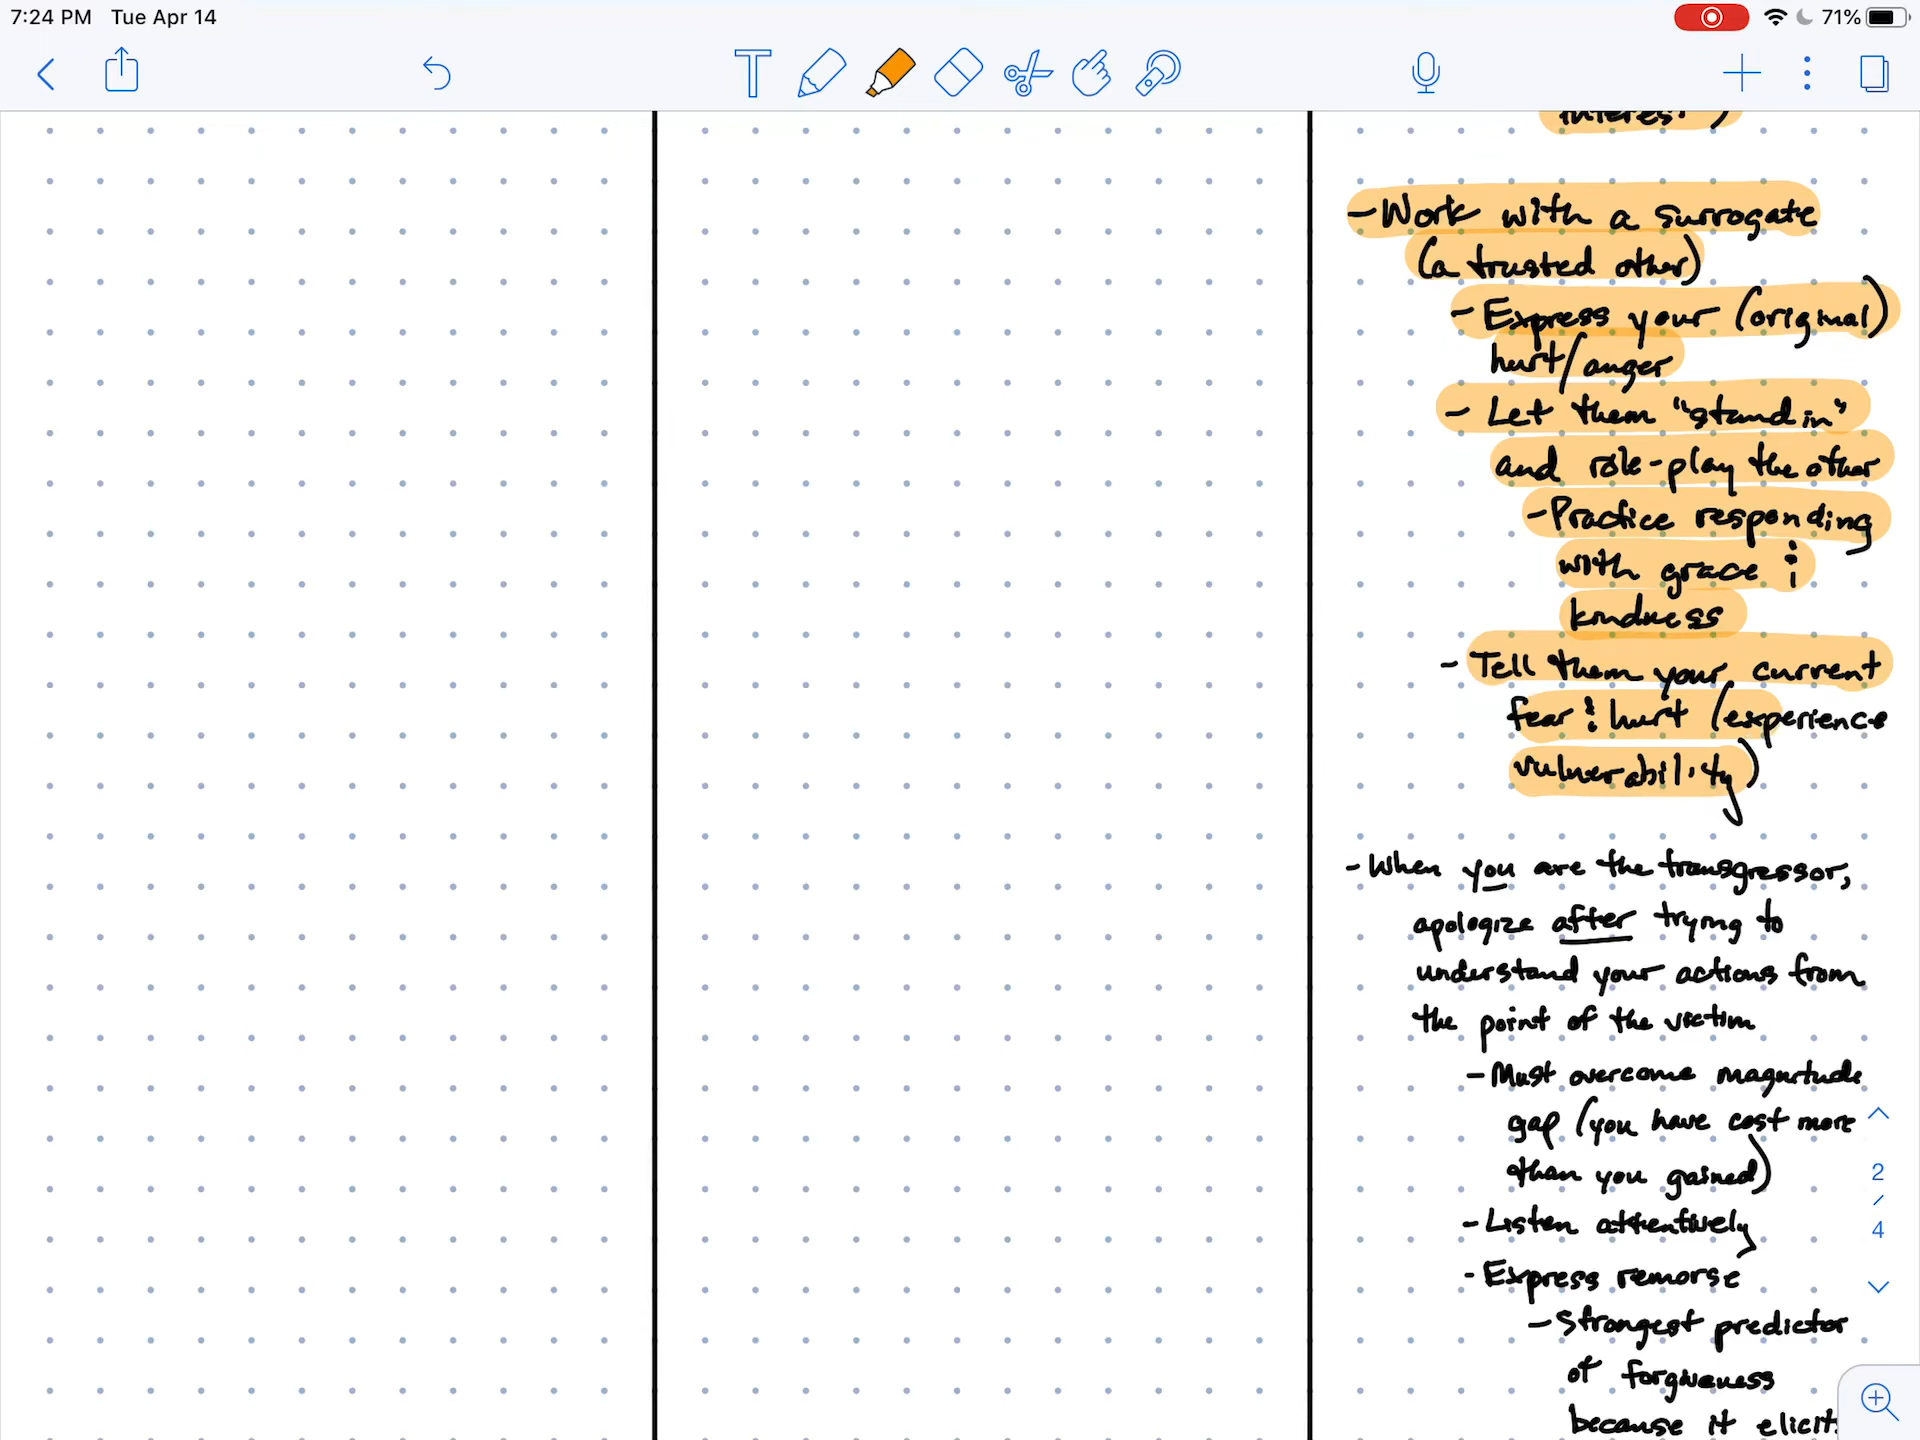 7:24 PM Tue Apr 14
71%
interest)
- Work with a surrogate
(a trusted other)
- Express your (original)
hurt/anger
- Let them "stand in"
and role-play the other
- Practice responding
with grace &
kindness
- Tell them your current
fear & hurt (experience
vulnerability)
- When you are the transgressor,
apologize after trying to
understand your actions from
the point of the victim
- Must overcome magnitude
gap (you have cost more
than you gained)
- Listen attentively
- Express remorse
- Strongest predictor
of forgiveness
because it elicit
2
/
4